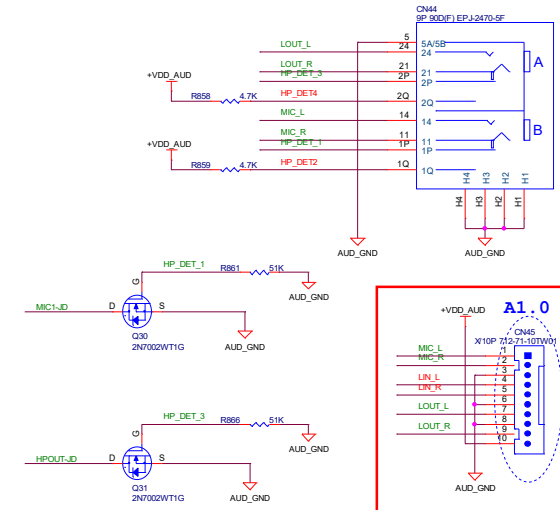 CN44
9P 90D(F) EPJ-2470-5F
5 5A/5B
LOUT_L 24 24
A
LOUT_R 21 21
HP_DET_3 2P 2P
+VDD_AUD
R858 4.7K HP_DET4 2Q 2Q
MIC_L 14 14
B
MIC_R 11 11
HP_DET_1 1P 1P
+VDD_AUD
R859 4.7K HP_DET2 1Q 1Q
H4 H3 H2 H1
H4 H3 H2 H1
AUD_GND AUD_GND
HP_DET_1 R861 51K
G
AUD_GND
MIC1-JD D S
Q30
2N7002WT1G
AUD_GND
+VDD_AUD A1.0
CN45
MIC_L 1
MIC_R 2
3
LIN_L 4
LIN_R 5
6
LOUT_L 7
8
LOUT_R 9
10
AUD_GND
HP_DET_3 R866 51K
G
AUD_GND
HPOUT-JD D S
Q31
2N7002WT1G
AUD_GND